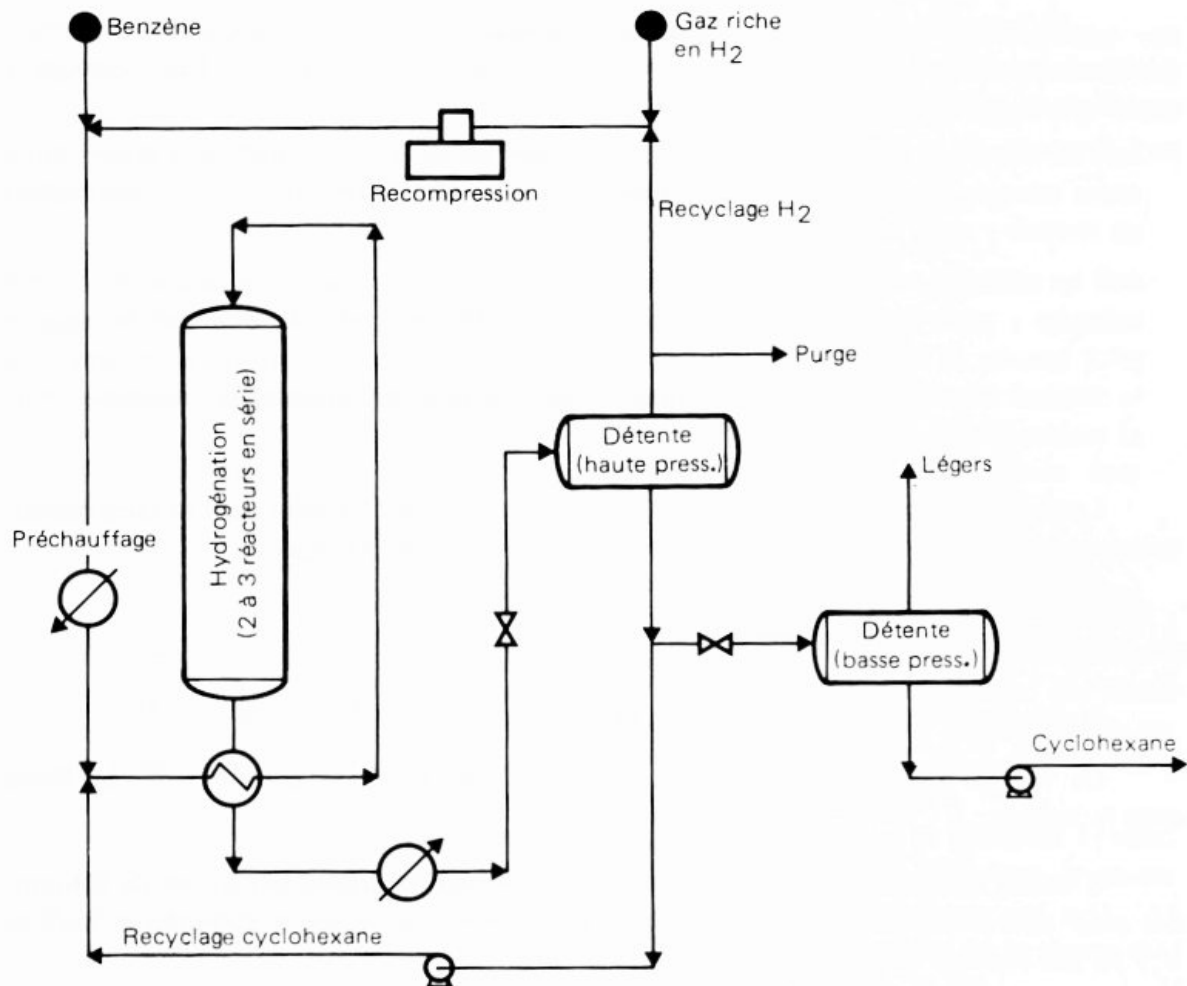 Benzène
Gaz riche
en H2
Recompression
Recyclage H2
Purge
Hydrogénation
(2 à 3 réacteurs en série)
Détente
(haute press.)
Légers
Préchauffage
Détente
(basse press.)
Cyclohexane
Recyclage cyclohexane